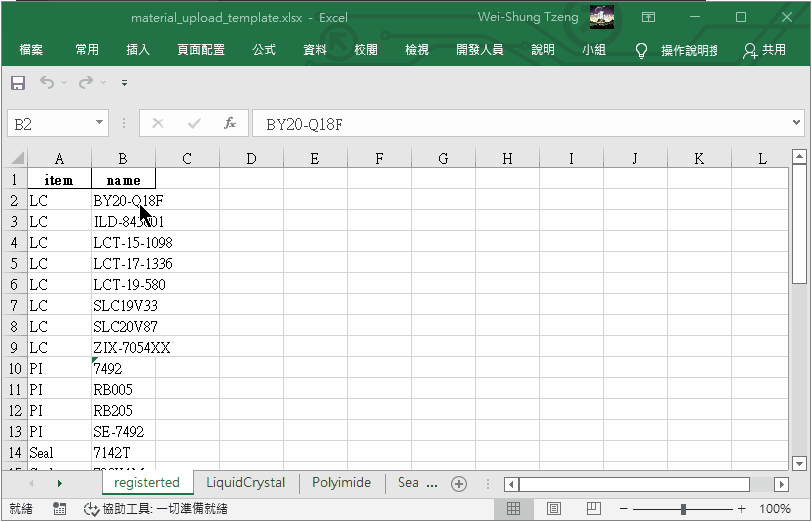 material_upload_template.xlsx - Excel Wei-Shung Tzeng
檔案 常用 插入 頁面配置 公式 資料 校閱 檢視 開發人員 說明 小組 操作說明搜 共用
B2 fx BY20-Q18F
A B C D E F G H I J K L
1 item name
2 LC BY20-Q18F
3 LC
4 LC LCT-15-1098
5 LC LCT-17-1336
6 LC LCT-19-580
7 LC SLC19V33
8 LC SLC20V87
9 LC ZIX-7054XX
10 PI 7492
11 PI RB005
12 PI RB205
13 PI SE-7492
14 Seal 7142T
registerted LiquidCrystal Polyimide Sea ...
就緒 協助工具: 一切準備就緒 100%